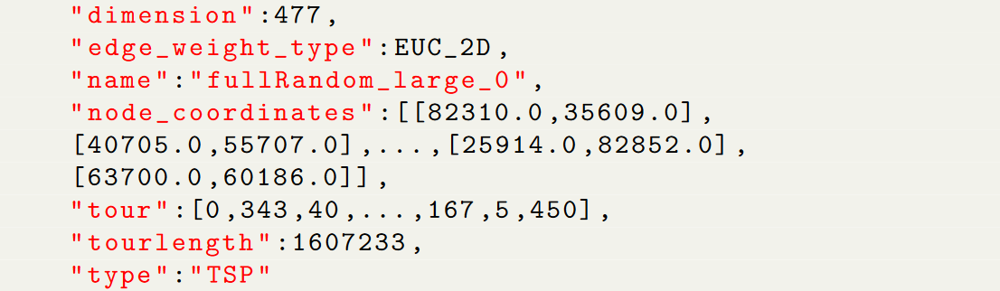 "dimension":477,
"edge_weight_type":EUC_2D,
"name":"fullRandom_large_0",
"node_coordinates":[[82310.0,35609.0],
[40705.0,55707.0],...,[25914.0,82852.0],
[63700.0,60186.0]],
"tour":[0,343,40,...,167,5,450],
"tourlength":1607233,
"type":"TSP"